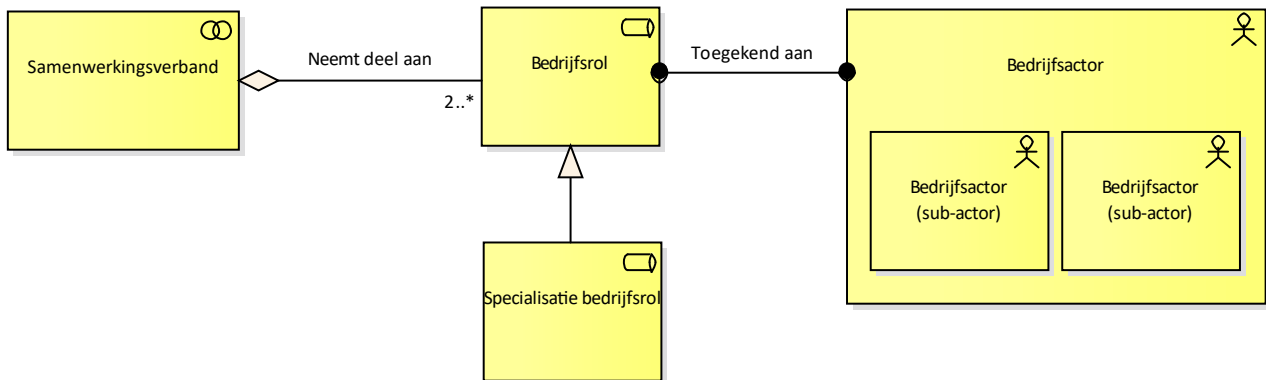 Samenwerkingsverband
Neemt deel aan
2..*
Bedrijfsrol
Toegekend aan
Bedrijfsactor
Bedrijfsactor
(sub-actor)
Bedrijfsactor
(sub-actor)
Specialisatie bedrijfsrol